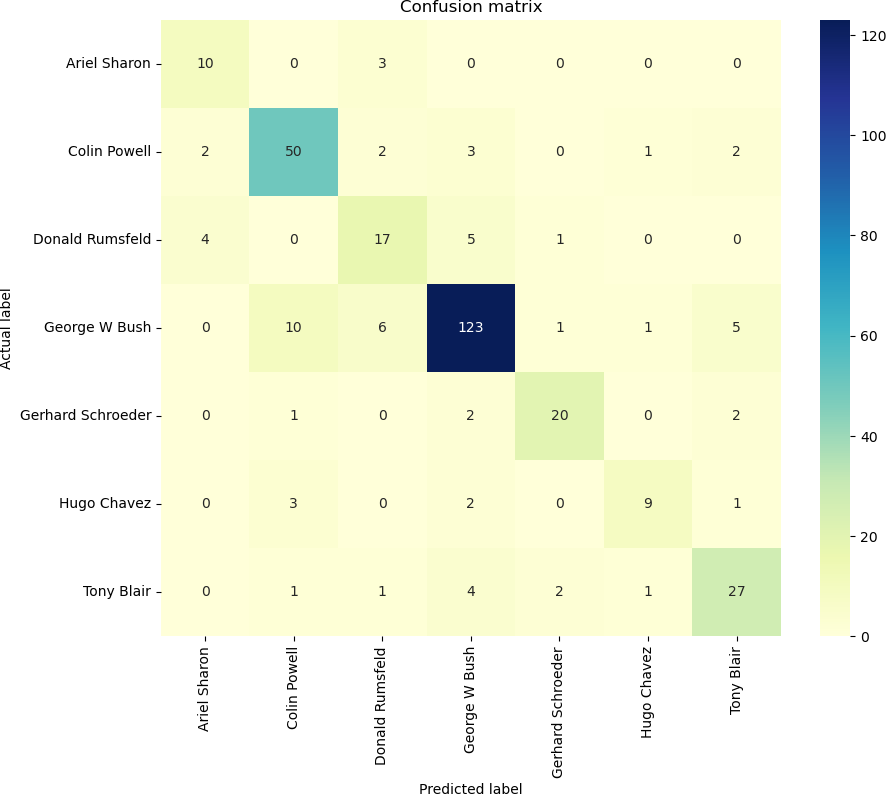 Confusion matrix
Ariel Sharon 10 0 3 0 0 0 0
Colin Powell 2 50 2 3 0 1 2
Donald Rumsfeld 4 0 17 5 1 0 0
George W Bush 0 10 6 123 1 1 5
Gerhard Schroeder 0 1 0 2 20 0 2
Hugo Chavez 0 3 0 2 0 9 1
Tony Blair 0 1 1 4 2 1 27
Actual label
Ariel Sharon
Colin Powell
Donald Rumsfeld
George W Bush
Gerhard Schroeder
Hugo Chavez
Tony Blair
Predicted label
120
100
80
60
40
20
0